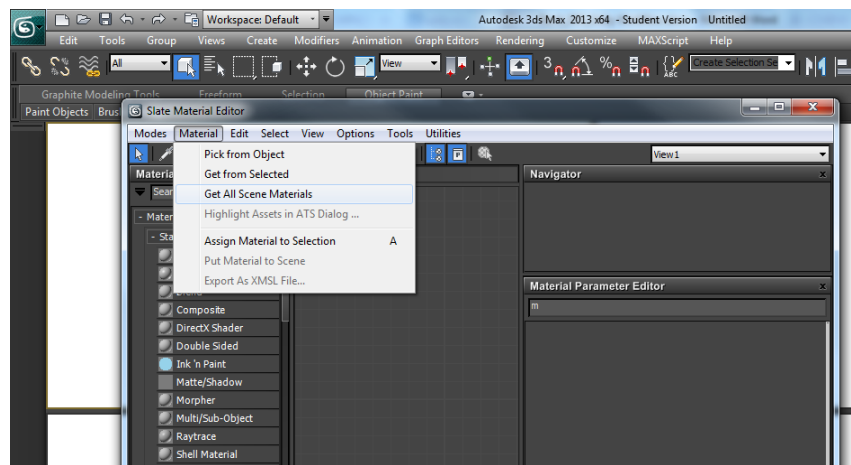 Workspace: Default
Autodesk 3ds Max 2013 x64 - Student Version Untitled
Edit Tools Group Views Create Modifiers Animation Graph Editors Rendering Customize MAXScript Help
All
View
3
%
ABC
Create Selection Se
Graphite Modeling Tools Freeform Selection Object Paint
Paint Objects
Slate Material Editor
Modes Material Edit Select View Options Tools Utilities
View1
Pick from Object
Get from Selected
Get All Scene Materials
Highlight Assets in ATS Dialog ...
Assign Material to Selection A
Put Material to Scene
Export As XMSL File...
Navigator x
Material Parameter Editor x
m
Composite
DirectX Shader
Double Sided
Ink 'n Paint
Matte/Shadow
Morpher
Multi/Sub-Object
Raytrace
Shell Material